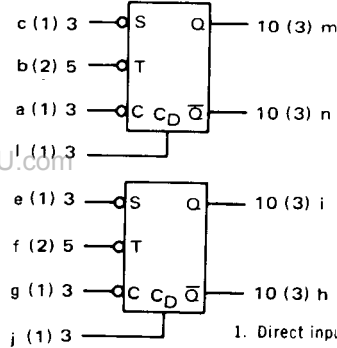 c (1) 3 S Q 10 (3) m
b (2) 5 T
a (1) 3 C CD Q̅ 10 (3) n
l (1) 3
U.com
e (1) 3 S Q 10 (3) i
f (2) 5 T
g (1) 3 C CD Q̅ 10 (3) h
j (1) 3
1. Direct inpu